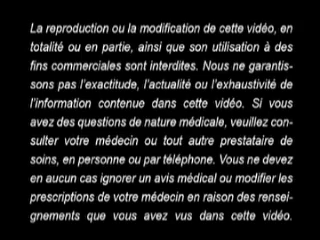 La reproduction ou la modification de cette vidéo, en
totalité ou en partie, ainsi que son utilisation à des
fins commerciales sont interdites. Nous ne garantis-
sons pas l'exactitude, l'actualité ou l'exhaustivité de
l'information contenue dans cette vidéo. Si vous
avez des questions de nature médicale, veuillez con-
sulter votre médecin ou tout autre prestataire de
soins, en personne ou par téléphone. Vous ne devez
en aucun cas ignorer un avis médical ou modifier les
prescriptions de votre médecin en raison des rensei-
gnements que vous avez vus dans cette vidéo.